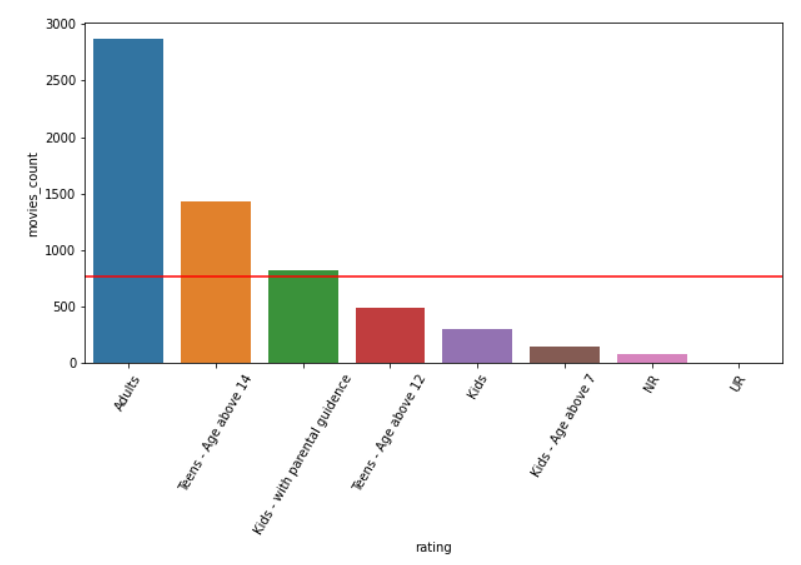 3000
2500
2000
1500
1000
500
0
movies_count
Adults
Teens - Age above 14
Kids - with parental guidence
Teens - Age above 12
Kids
Kids - Age above 7
NR
UR
rating